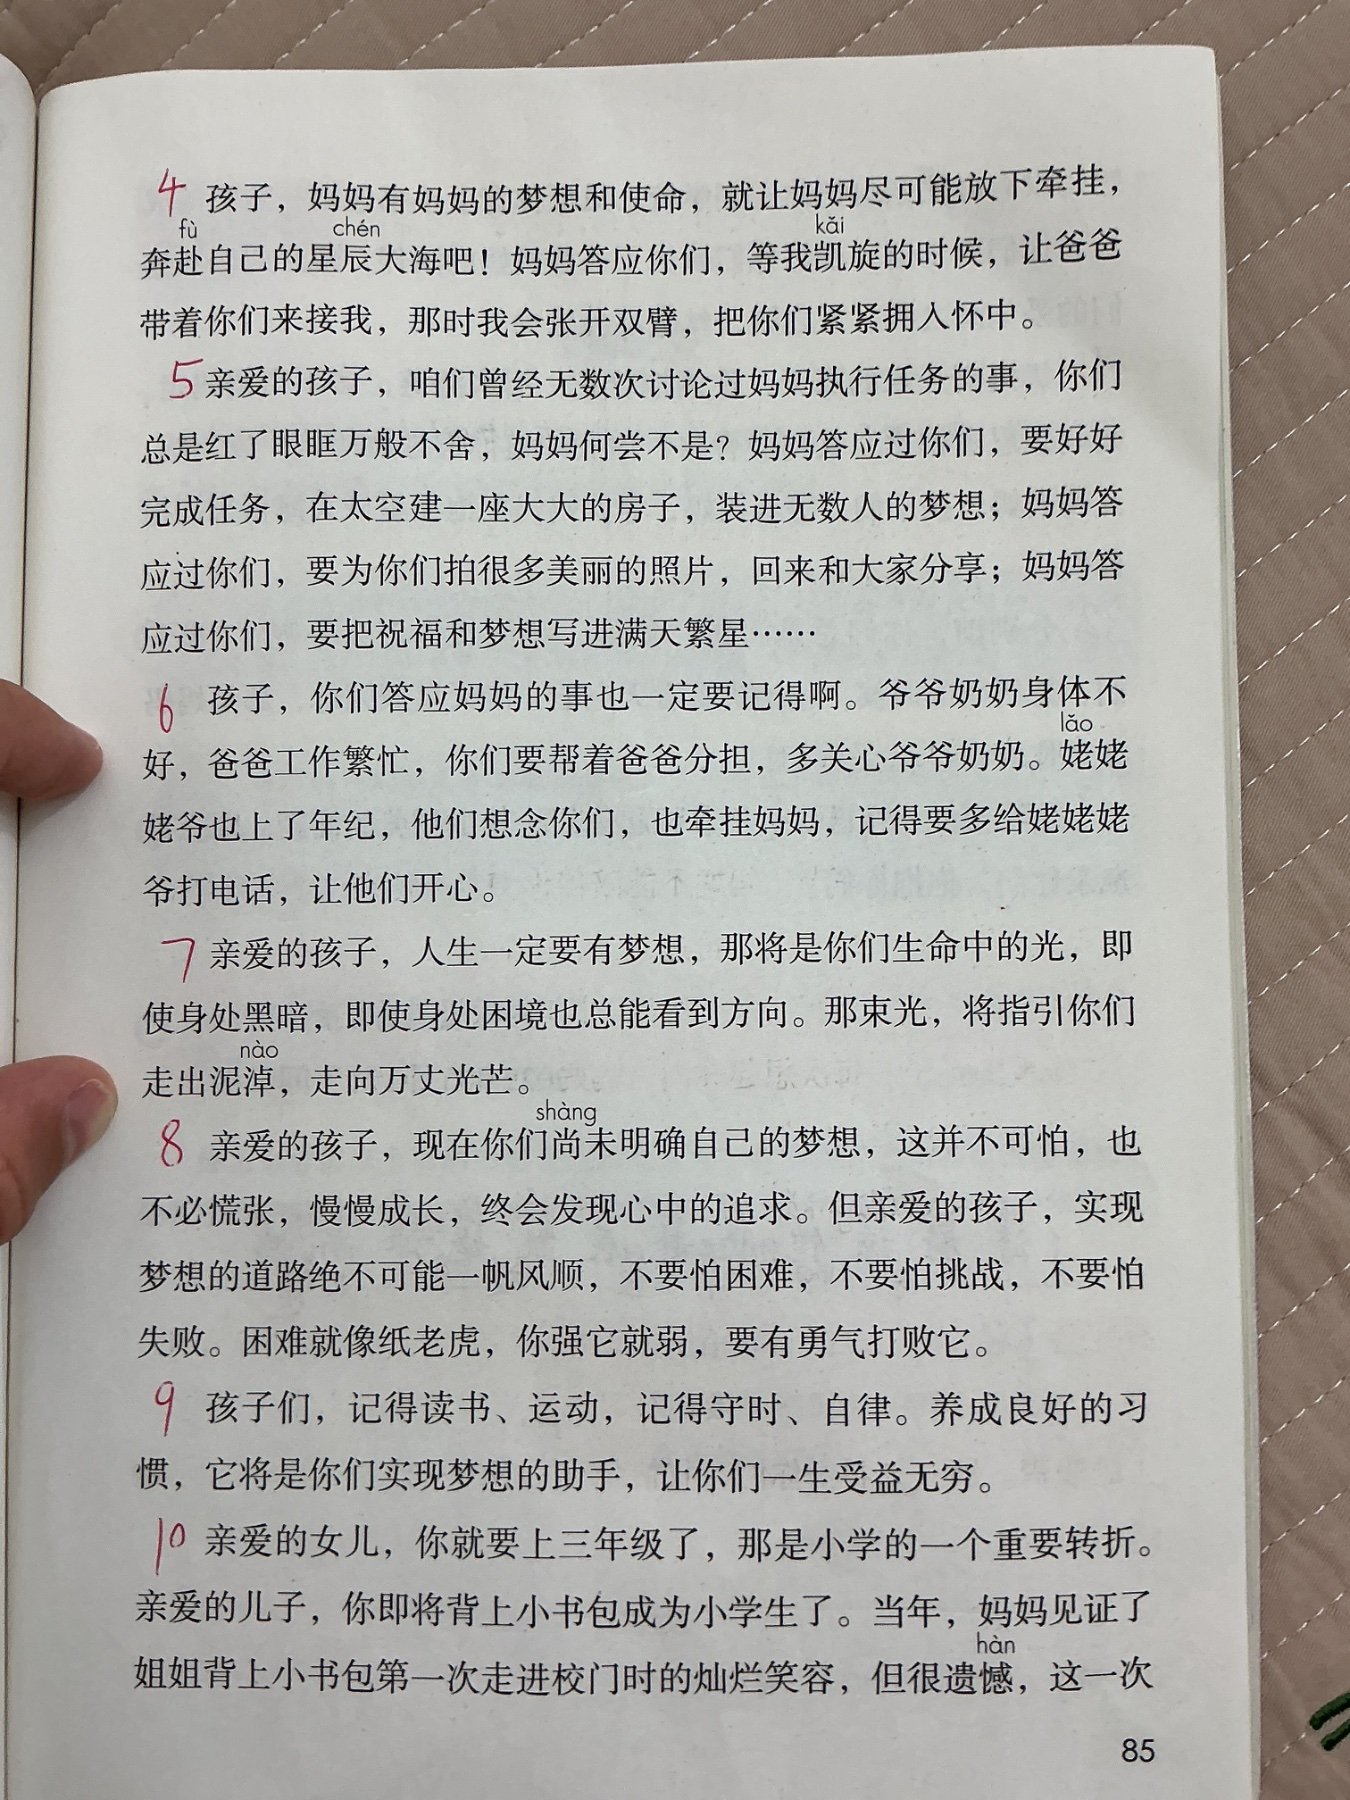 4 孩子，妈妈有妈妈的梦想和使命，就让妈妈尽可能放下牵挂，
fù chén kǎi
奔赴自己的星辰大海吧！妈妈答应你们，等我凯旋的时候，让爸爸
带着你们来接我，那时我会张开双臂，把你们紧紧拥入怀中。
5 亲爱的孩子，咱们曾经无数次讨论过妈妈执行任务的事，你们
总是红了眼眶万般不舍，妈妈何尝不是？妈妈答应过你们，要好好
完成任务，在太空建一座大大的房子，装进无数人的梦想；妈妈答
应过你们，要为你们拍很多美丽的照片，回来和大家分享；妈妈答
应过你们，要把祝福和梦想写进满天繁星……
6 孩子，你们答应妈妈的事也一定要记得啊。爷爷奶奶身体不
lǎo
好，爸爸工作繁忙，你们要帮着爸爸分担，多关心爷爷奶奶。姥姥
姥爷也上了年纪，他们想念你们，也牵挂妈妈，记得要多给姥姥姥
爷打电话，让他们开心。
7 亲爱的孩子，人生一定要有梦想，那将是你们生命中的光，即
使身处黑暗，即使身处困境也总能看到方向。那束光，将指引你们
nào
走出泥淖，走向万丈光芒。
shàng
8 亲爱的孩子，现在你们尚未明确自己的梦想，这并不可怕，也
不必慌张，慢慢成长，终会发现心中的追求。但亲爱的孩子，实现
梦想的道路绝不可能一帆风顺，不要怕困难，不要怕挑战，不要怕
失败。困难就像纸老虎，你强它就弱，要有勇气打败它。
9 孩子们，记得读书、运动，记得守时、自律。养成良好的习
惯，它将是你们实现梦想的助手，让你们一生受益无穷。
10 亲爱的女儿，你就要上三年级了，那是小学的一个重要转折。
亲爱的儿子，你即将背上小书包成为小学生了。当年，妈妈见证了
hàn
姐姐背上小书包第一次走进校门时的灿烂笑容，但很遗憾，这一次
85